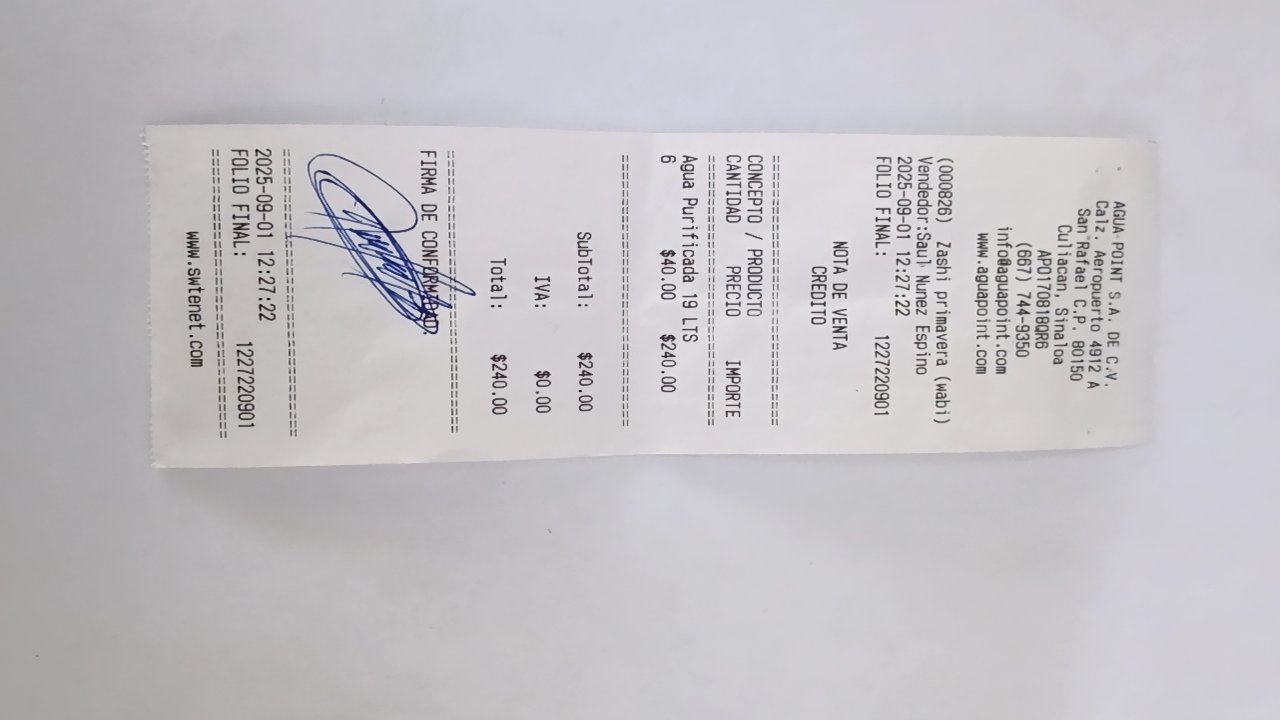 AGUA-POINT S.A. DE C.V.
Calz. Aeropuerto 4912 A
San Rafael C.P. 80150
Culiacan, Sinaloa
APO170818QR6
(667) 744-9350
info@aguapoint.com
www.aguapoint.com
(000826) Zashi primavera (wabi)
Vendedor:Saul Nunez Espino
2025-09-01 12:27:22
FOLIO FINAL: 1227220901
NOTA DE VENTA
CREDITO
================================
CONCEPTO / PRODUCTO
CANTIDAD PRECIO IMPORTE
================================
Agua Purificada 19 LTS
6 $40.00 $240.00
================================
SubTotal: $240.00
IVA: $0.00
Total: $240.00
================================
FIRMA DE CONFORMIDAD:
================================
2025-09-01 12:27:22
FOLIO FINAL: 1227220901
================================
www.swtenet.com